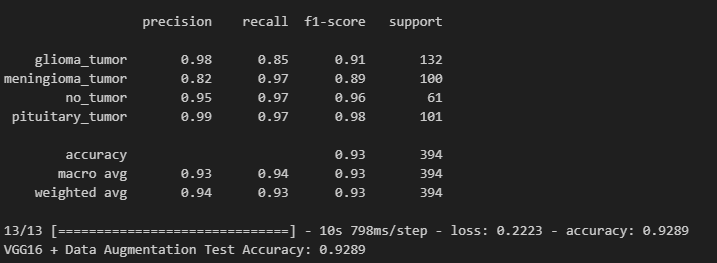 precision recall f1-score support
glioma_tumor 0.98 0.85 0.91 132
meningioma_tumor 0.82 0.97 0.89 100
no_tumor 0.95 0.97 0.96 61
pituitary_tumor 0.99 0.97 0.98 101
accuracy 0.93 394
macro avg 0.93 0.94 0.93 394
weighted avg 0.94 0.93 0.93 394
13/13 [==============================] - 10s 798ms/step - loss: 0.2223 - accuracy: 0.9289
VGG16 + Data Augmentation Test Accuracy: 0.9289